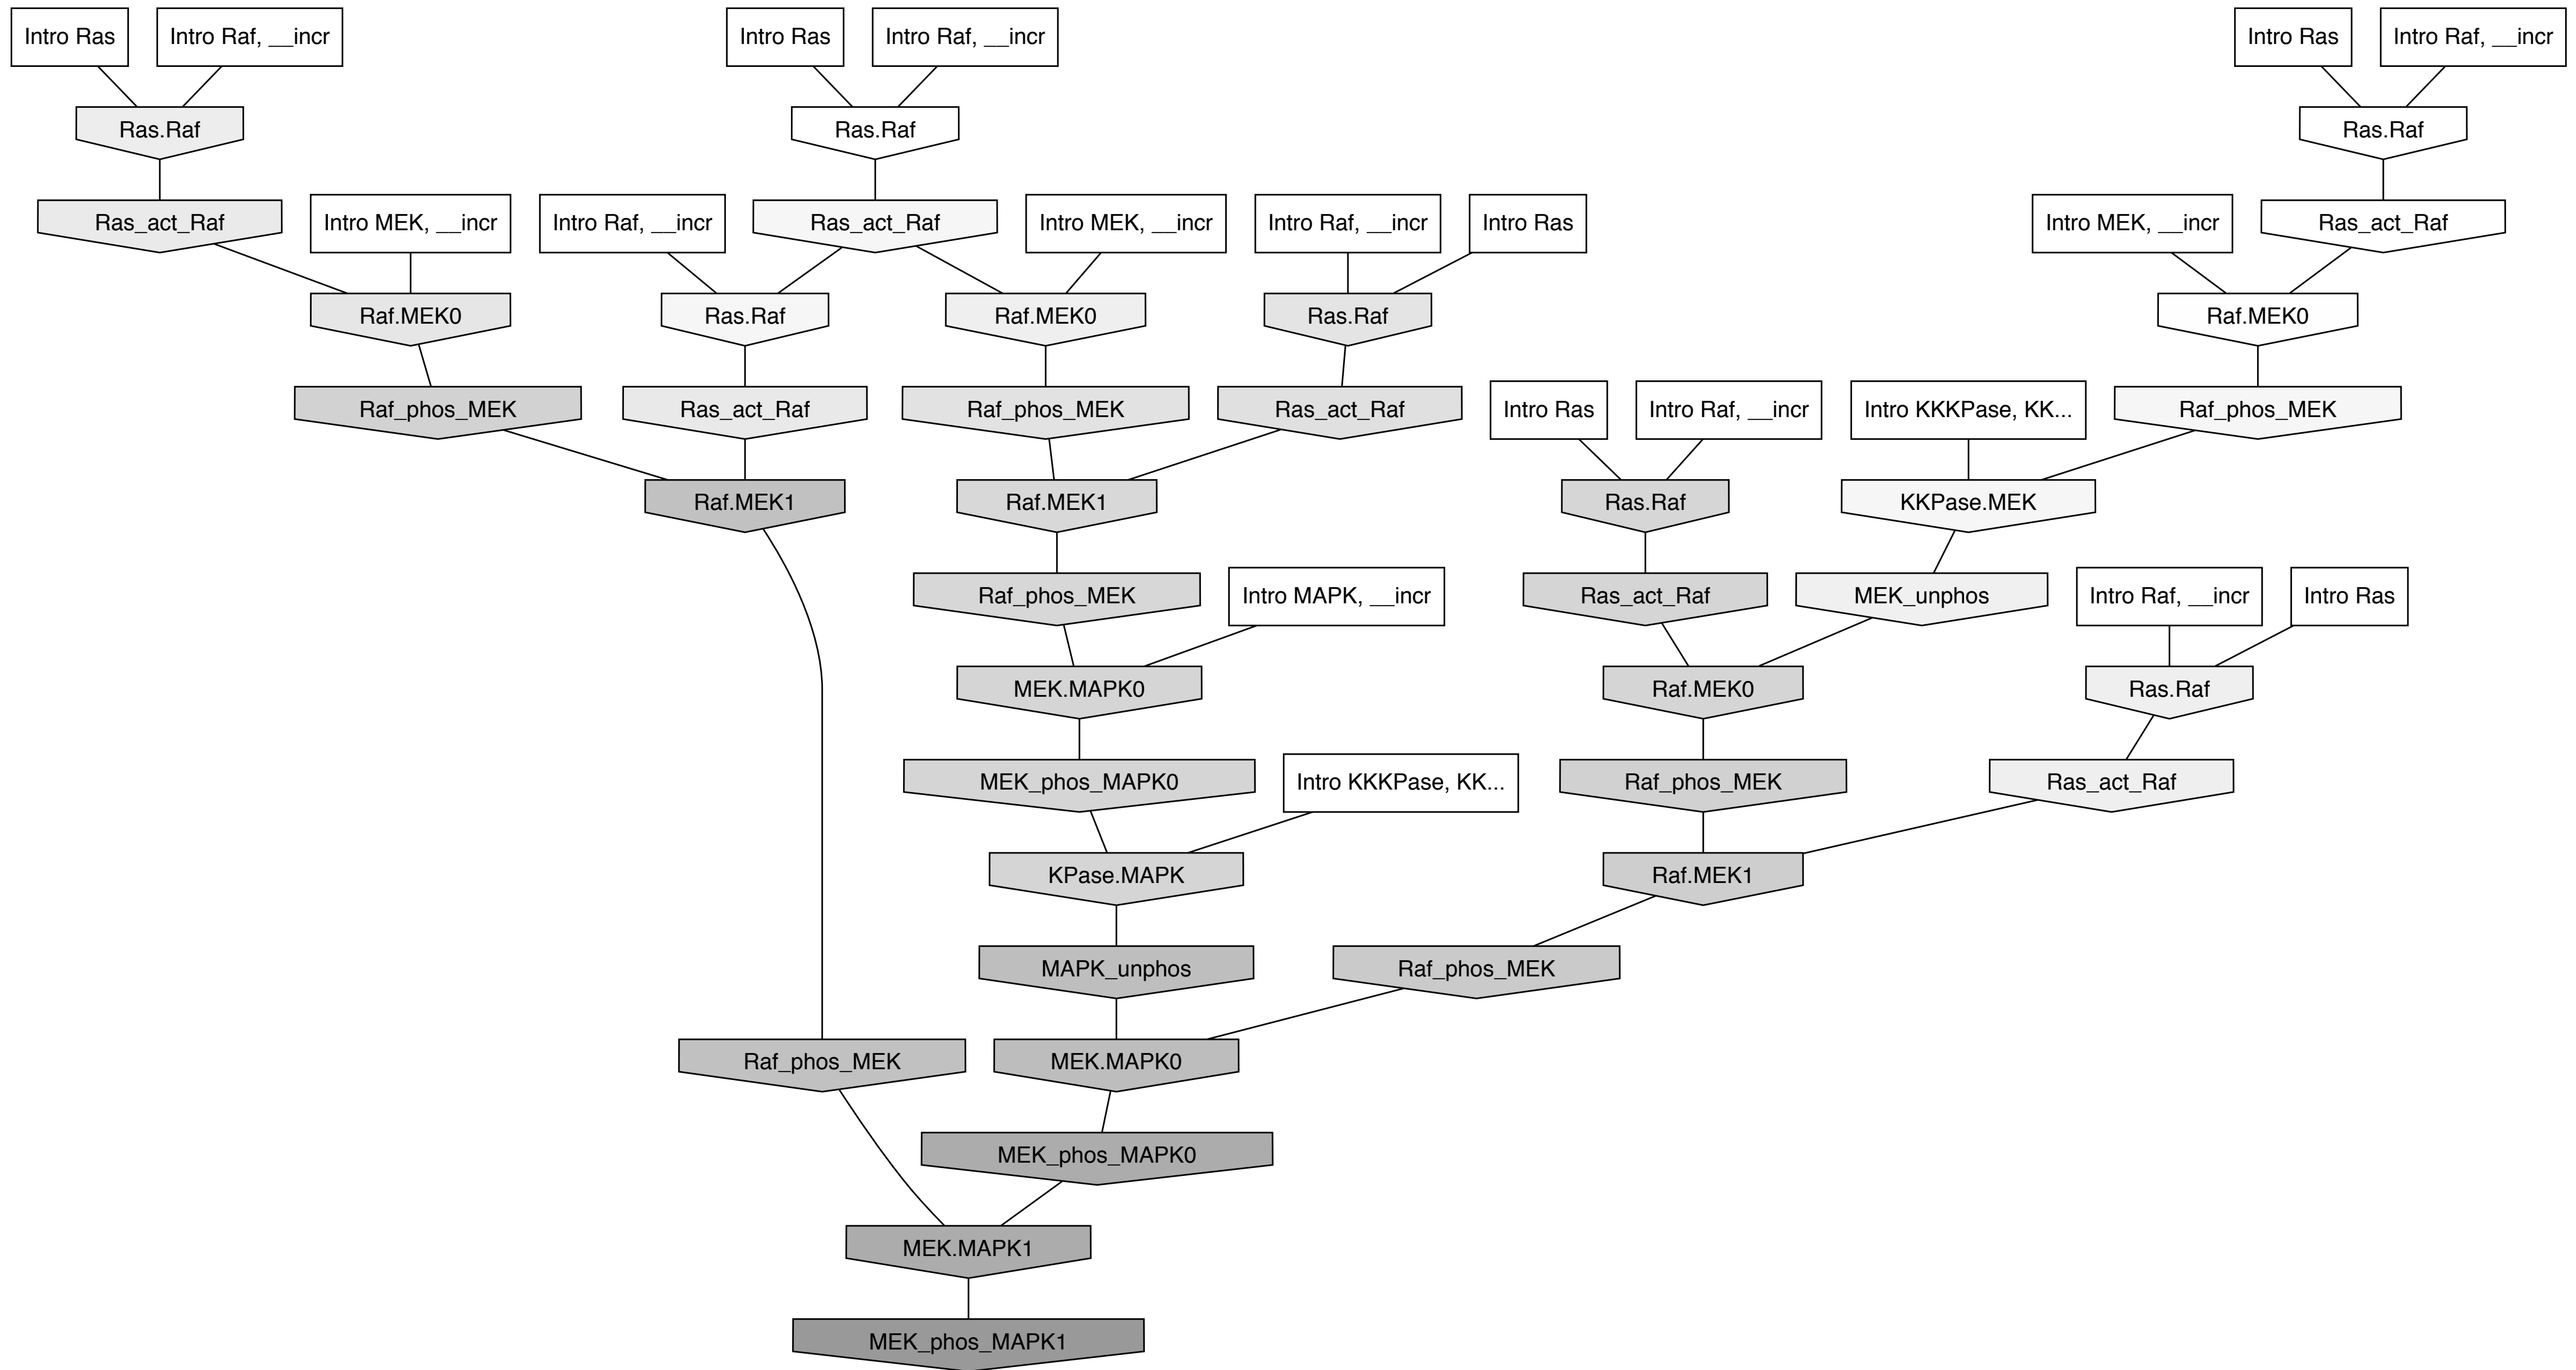 Intro Ras
Intro Raf, __incr
Intro Ras
Intro Raf, __incr
Intro Ras
Intro Raf, __incr
Ras.Raf
Ras.Raf
Ras.Raf
Ras_act_Raf
Intro MEK, __incr
Intro Raf, __incr
Ras_act_Raf
Intro MEK, __incr
Intro Raf, __incr
Intro Ras
Intro MEK, __incr
Ras_act_Raf
Raf.MEK0
Ras.Raf
Raf.MEK0
Ras.Raf
Raf.MEK0
Raf_phos_MEK
Ras_act_Raf
Raf_phos_MEK
Ras_act_Raf
Intro Ras
Intro Raf, __incr
Intro KKKPase, KK...
Raf_phos_MEK
Raf.MEK1
Raf.MEK1
Ras.Raf
KKPase.MEK
Raf_phos_MEK
Intro MAPK, __incr
Ras_act_Raf
MEK_unphos
Intro Raf, __incr
Intro Ras
MEK.MAPK0
Raf.MEK0
Ras.Raf
MEK_phos_MAPK0
Intro KKKPase, KK...
Raf_phos_MEK
Ras_act_Raf
KPase.MAPK
Raf.MEK1
MAPK_unphos
Raf_phos_MEK
Raf_phos_MEK
MEK.MAPK0
MEK_phos_MAPK0
MEK.MAPK1
MEK_phos_MAPK1